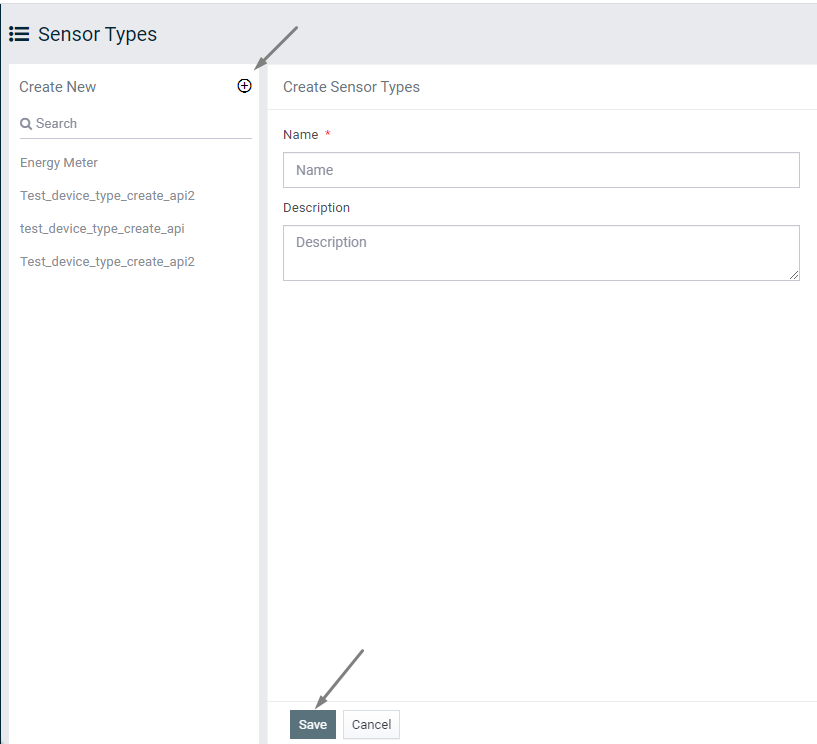 Sensor Types
Create New
Search
Energy Meter
Test_device_type_create_api2
test_device_type_create_api
Test_device_type_create_api2
Create Sensor Types
Name *
Name
Description
Description
Save
Cancel